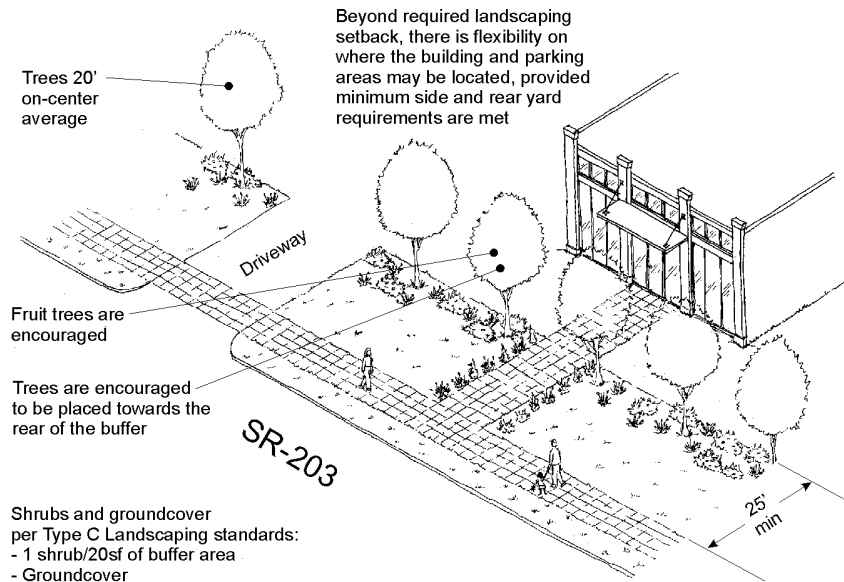 Beyond required landscaping
setback, there is flexibility on
where the building and parking
areas may be located, provided
minimum side and rear yard
requirements are met
Trees 20'
on-center
average
Driveway
Fruit trees are
encouraged
Trees are encouraged
to be placed towards the
rear of the buffer
SR-203
25'
min
Shrubs and groundcover
per Type C Landscaping standards:
- 1 shrub/20sf of buffer area
- Groundcover